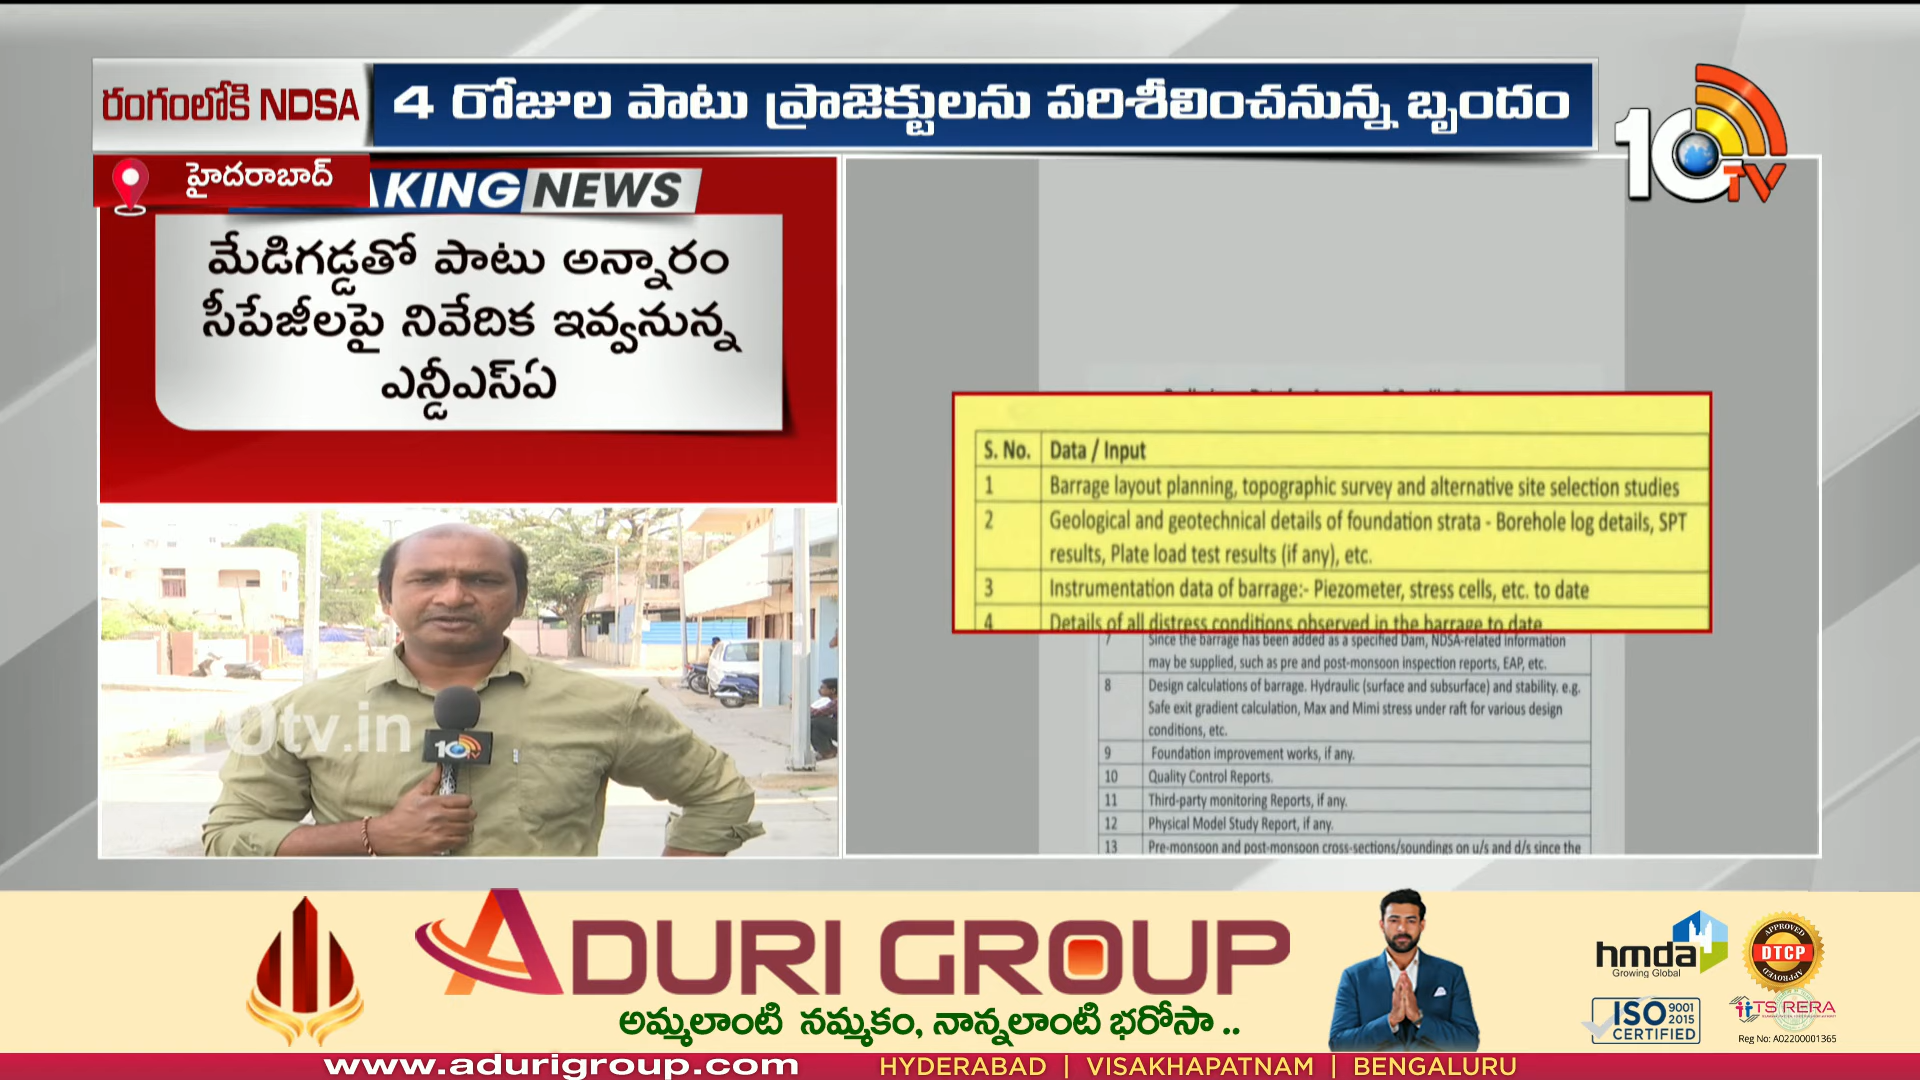 రంగంలోకి NDSA
4 రోజుల పాటు ప్రాజెక్టులను పరిశీలించనున్న బృందం
10TV
హైదరాబాద్
AKING NEWS
మేడిగడ్డతో పాటు అన్నారం
సీపేజీలపై నివేదిక ఇవ్వనున్న
ఎన్డీఎస్ఏ
S. No. Data / Input
1 Barrage layout planning, topographic survey and alternative site selection studies
2 Geological and geotechnical details of foundation strata - Borehole log details, SPT
results, Plate load test results (if any), etc.
3 Instrumentation data of barrage:- Piezometer, stress cells, etc. to date
4 Details of all distress conditions observed in the barrage to date
7 Since the barrage has been added as a specified Dam, NDSA-related information
may be supplied, such as pre and post-monsoon inspection reports, EAP, etc.
8 Design calculations of barrage. Hydraulic (surface and subsurface) and stability. e.g.
Safe exit gradient calculation, Max and Mimi stress under raft for various design
conditions, etc.
9 Foundation improvement works, if any.
10 Quality Control Reports.
11 Third-party monitoring Reports, if any.
12 Physical Model Study Report, if any.
13 Pre-monsoon and post-monsoon cross-sections/soundings on u/s and d/s since the
10tv.in
10TV
ADURI GROUP
అమ్మలాంటి నమ్మకం, నాన్నలాంటి భరోసా ..
hmda
Growing Global
APPROVED
DTCP
APPROVED
ISO 9001 2015
CERTIFIED
TS RERA
Reg No: A02200001365
www.adurigroup.com
HYDERABAD | VISAKHAPATNAM | BENGALURU